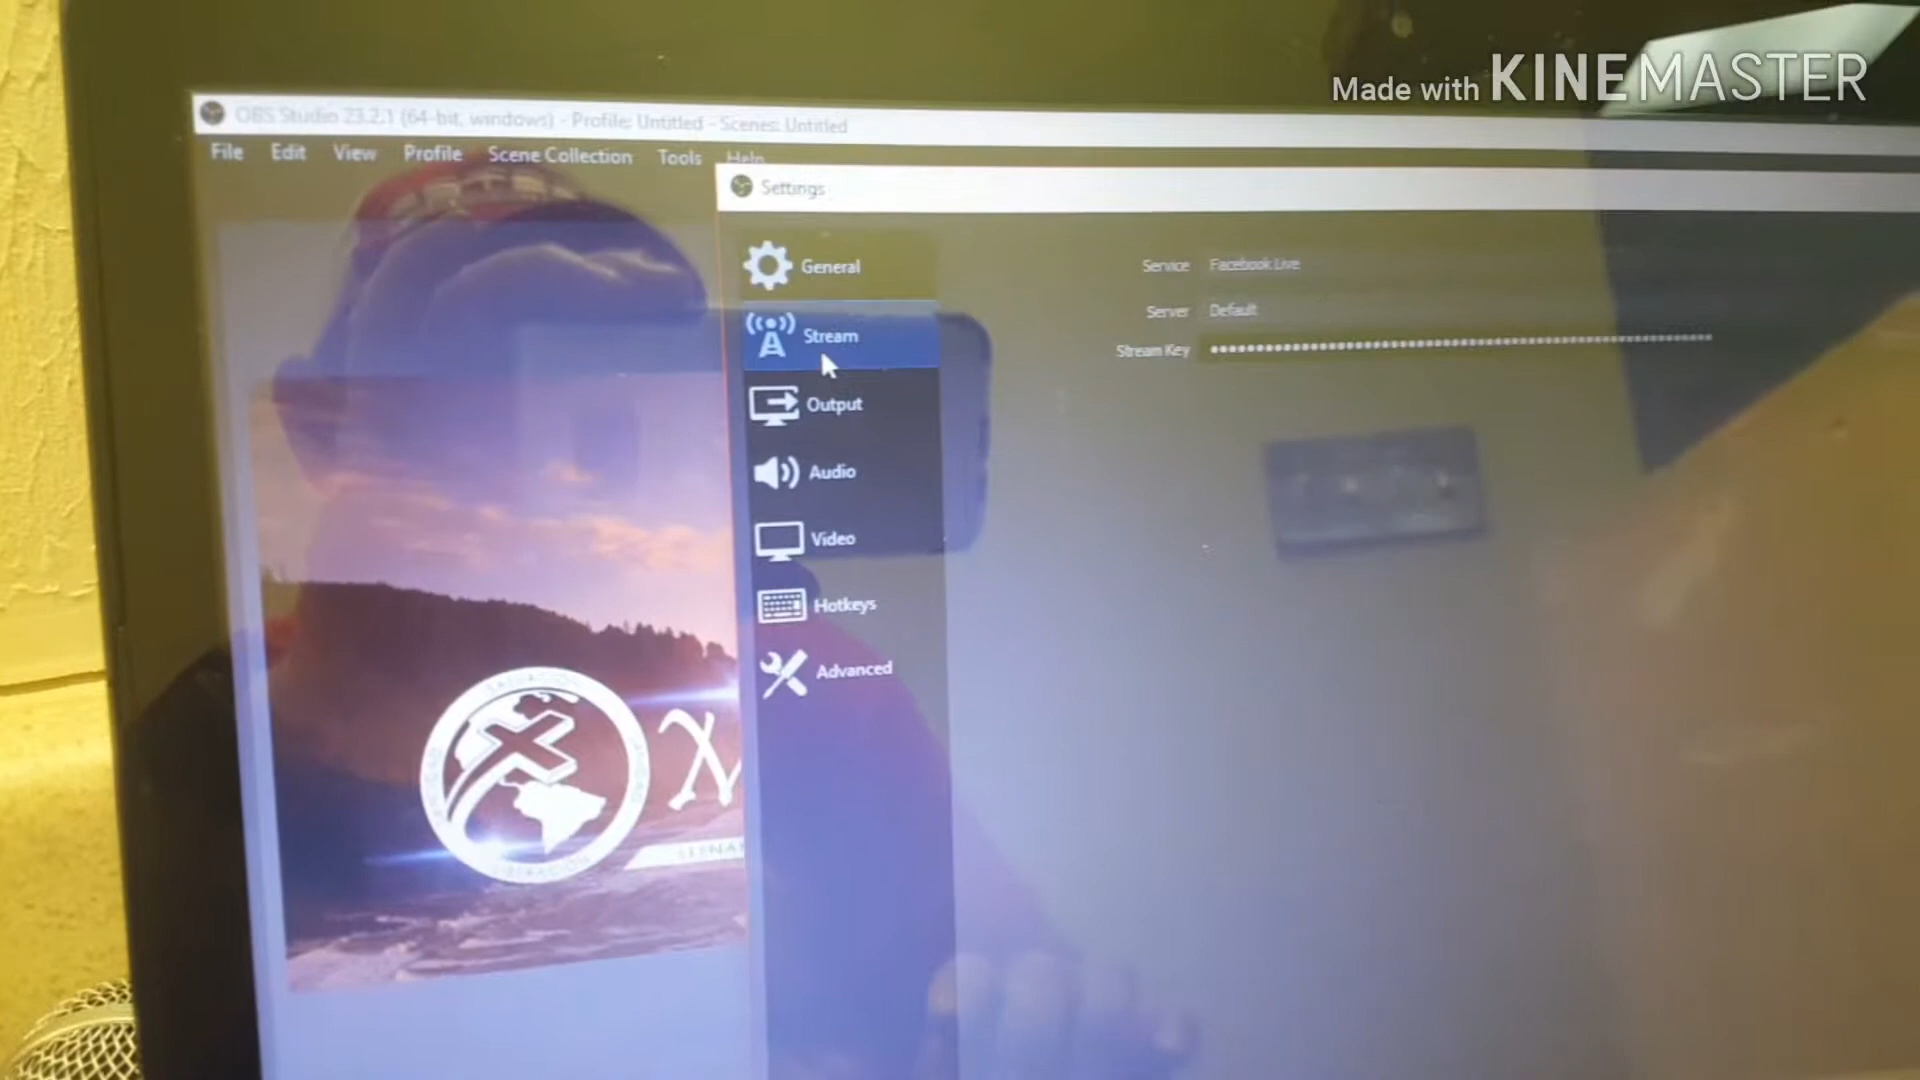 Made with KINEMASTER
OBS Studio 23.2.1 (64-bit, windows) - Profile: Untitled - Scenes: Untitled
File Edit View Profile Scene Collection Tools Help
Settings
General
Service Facebook Live
Server Default
Stream
Stream Key
Output
Audio
Video
Hotkeys
Advanced